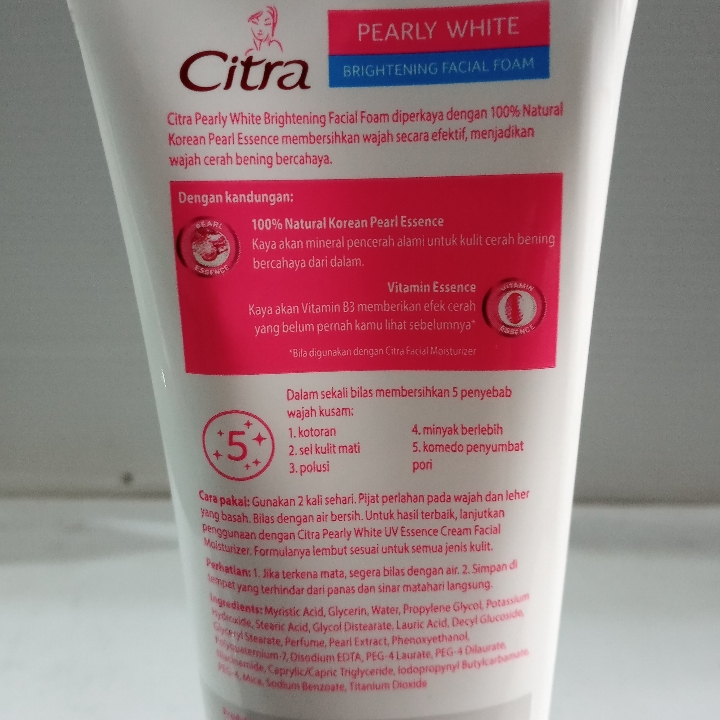 Citra
PEARLY WHITE
BRIGHTENING FACIAL FOAM
Citra Pearly White Brightening Facial Foam diperkaya dengan 100% Natural
Korean Pearl Essence membersihkan wajah secara efektif, menjadikan
wajah cerah bening bercahaya.
Dengan kandungan:
PEARL
ESSENCE
100% Natural Korean Pearl Essence
Kaya akan mineral pencerah alami untuk kulit cerah bening
bercahaya dari dalam.
Vitamin Essence
Kaya akan Vitamin B3 memberikan efek cerah
yang belum pernah kamu lihat sebelumnya*
VITAMIN
ESSENCE
*Bila digunakan dengan Citra Facial Moisturizer
Dalam sekali bilas membersihkan 5 penyebab
wajah kusam:
5
1. kotoran
2. sel kulit mati
3. polusi
4. minyak berlebih
5. komedo penyumbat
pori
Cara pakai: Gunakan 2 kali sehari. Pijat perlahan pada wajah dan leher
yang basah. Bilas dengan air bersih. Untuk hasil terbaik, lanjutkan
penggunaan dengan Citra Pearly White UV Essence Cream Facial
Moisturizer. Formulanya lembut sesuai untuk semua jenis kulit.
Perhatian: 1. Jika terkena mata, segera bilas dengan air. 2. Simpan di
tempat yang terhindar dari panas dan sinar matahari langsung.
Ingredients: Myristic Acid, Glycerin, Water, Propylene Glycol, Potassium
Hydroxide, Stearic Acid, Glycol Distearate, Lauric Acid, Decyl Glucoside,
Glyceryl Stearate, Perfume, Pearl Extract, Phenoxyethanol,
Polyquaternium-7, Disodium EDTA, PEG-4 Laurate, PEG-4 Dilaurate,
Niacinamide, Caprylic/Capric Triglyceride, Iodopropynyl Butylcarbamate,
PEG-4, Mica, Sodium Benzoate, Titanium Dioxide